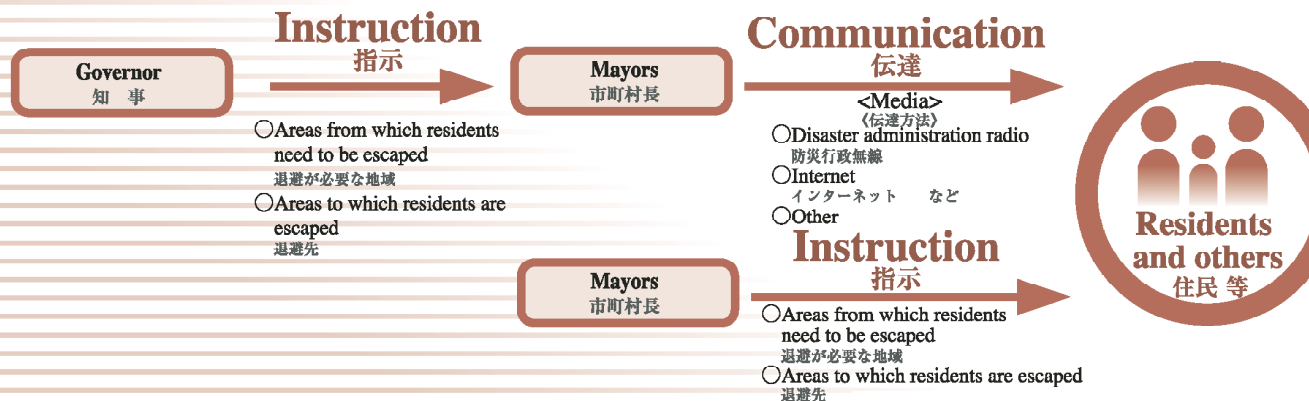 Governor
知 事
Instruction
指示
○Areas from which residents
need to be escaped
退避が必要な地域
○Areas to which residents are
escaped
退避先
Mayors
市町村長
Communication
伝達
<Media>
《伝達方法》
○Disaster administration radio
防災行政無線
○Internet
インターネット など
○Other
Mayors
市町村長
Instruction
指示
○Areas from which residents
need to be escaped
退避が必要な地域
○Areas to which residents are escaped
退避先
Residents
and others
住民 等